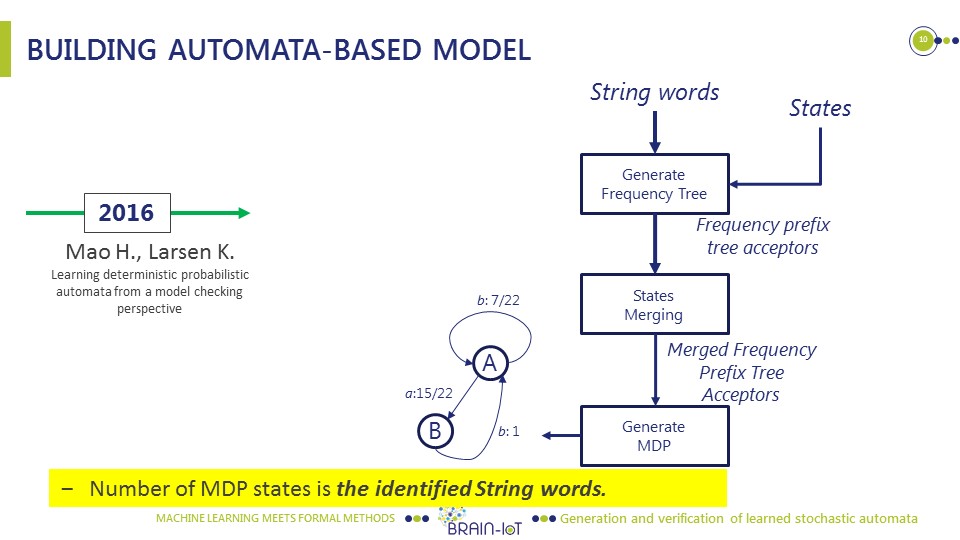 BUILDING AUTOMATA-BASED MODEL
10
String words
States
Generate
Frequency Tree
Frequency prefix
tree acceptors
2016
Mao H., Larsen K.
Learning deterministic probabilistic
automata from a model checking
perspective
States
Merging
b: 7/22
A
a:15/22
B
b: 1
Merged Frequency
Prefix Tree
Acceptors
Generate
MDP
– Number of MDP states is the identified String words.
MACHINE LEARNING MEETS FORMAL METHODS
BRAIN-IoT
Generation and verification of learned stochastic automata